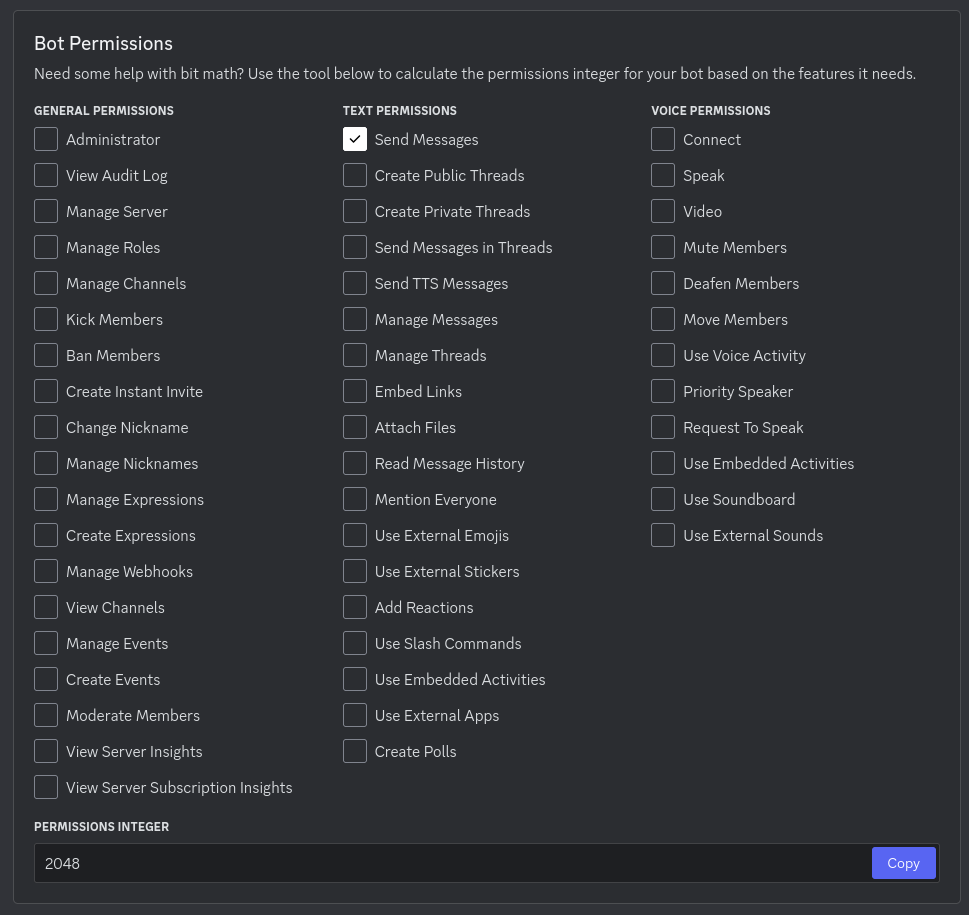 Bot Permissions
Need some help with bit math? Use the tool below to calculate the permissions integer for your bot based on the features it needs.
GENERAL PERMISSIONS
Administrator
View Audit Log
Manage Server
Manage Roles
Manage Channels
Kick Members
Ban Members
Create Instant Invite
Change Nickname
Manage Nicknames
Manage Expressions
Create Expressions
Manage Webhooks
View Channels
Manage Events
Create Events
Moderate Members
View Server Insights
View Server Subscription Insights
TEXT PERMISSIONS
Send Messages
Create Public Threads
Create Private Threads
Send Messages in Threads
Send TTS Messages
Manage Messages
Manage Threads
Embed Links
Attach Files
Read Message History
Mention Everyone
Use External Emojis
Use External Stickers
Add Reactions
Use Slash Commands
Use Embedded Activities
Use External Apps
Create Polls
VOICE PERMISSIONS
Connect
Speak
Video
Mute Members
Deafen Members
Move Members
Use Voice Activity
Priority Speaker
Request To Speak
Use Embedded Activities
Use Soundboard
Use External Sounds
PERMISSIONS INTEGER
2048
Copy